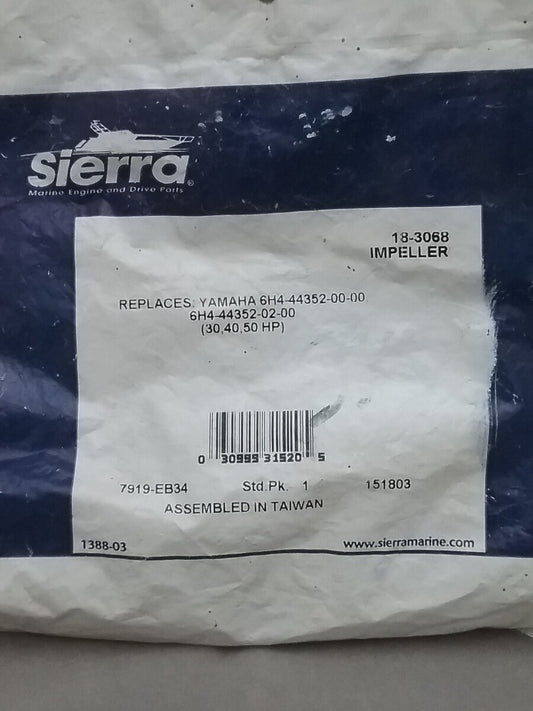 Sierra®
Marine Engine and Drive Parts
18-3068
IMPELLER
REPLACES: YAMAHA 6H4-44352-00-00
6H4-44352-02-00
(30,40,50 HP)
0 30999 31520 5
7919-EB34 Std.Pk. 1 151803
ASSEMBLED IN TAIWAN
1388-03 www.sierramarine.com